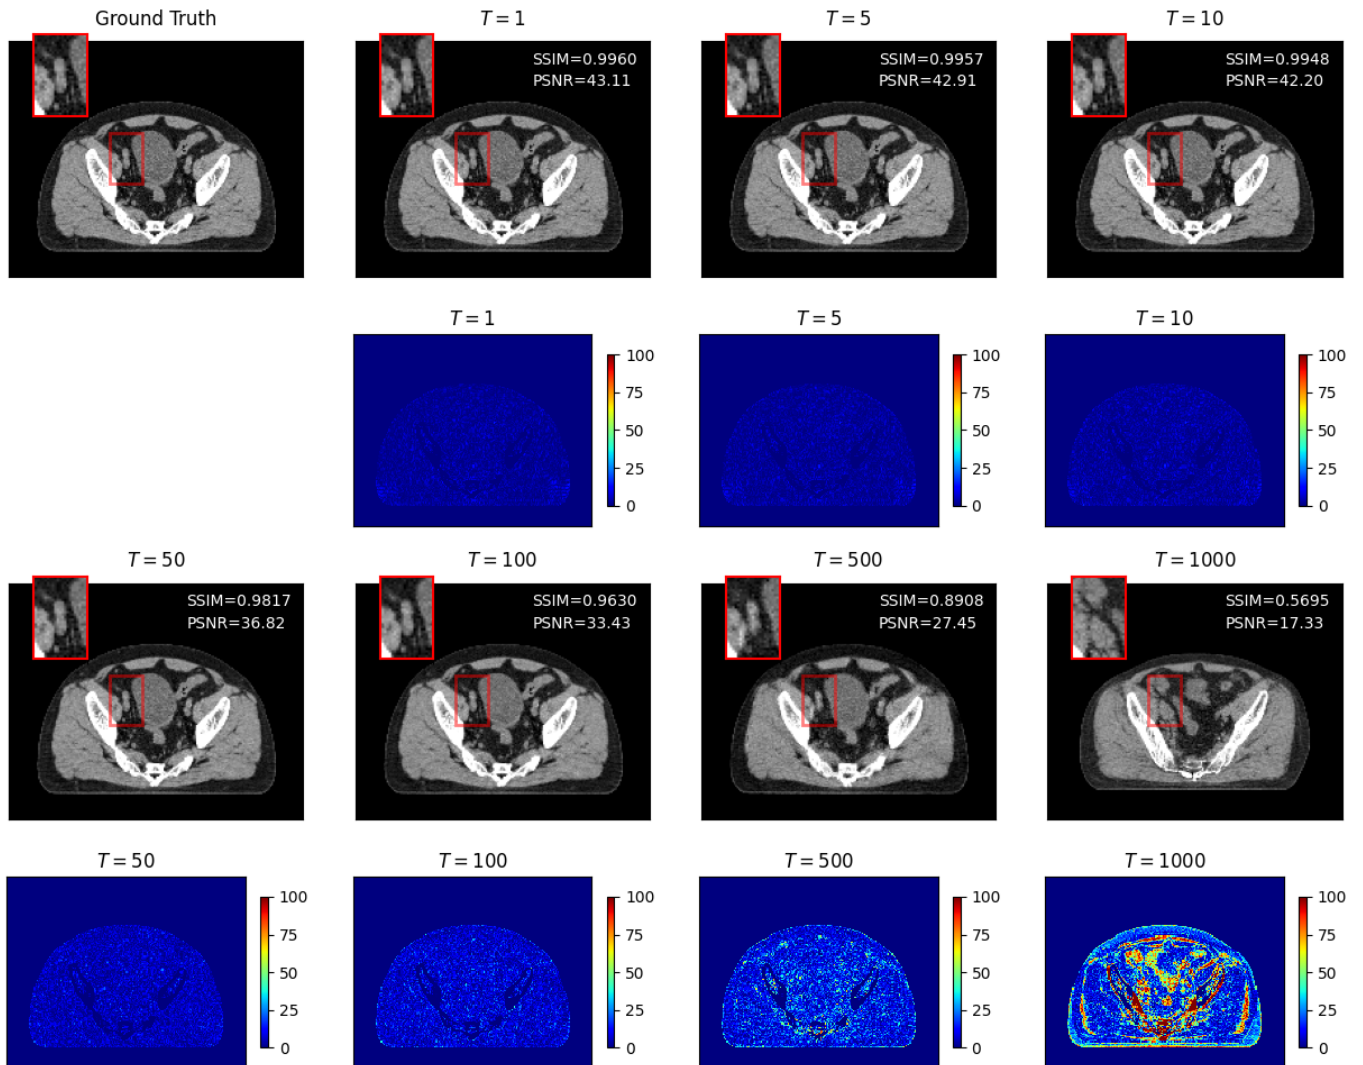 Ground Truth
T = 1
T = 5
T = 10
SSIM=0.9960
PSNR=43.11
SSIM=0.9957
PSNR=42.91
SSIM=0.9948
PSNR=42.20
T = 1
T = 5
T = 10
100
75
50
25
0
100
75
50
25
0
100
75
50
25
0
T = 50
T = 100
T = 500
T = 1000
SSIM=0.9817
PSNR=36.82
SSIM=0.9630
PSNR=33.43
SSIM=0.8908
PSNR=27.45
SSIM=0.5695
PSNR=17.33
T = 50
T = 100
T = 500
T = 1000
100
75
50
25
0
100
75
50
25
0
100
75
50
25
0
100
75
50
25
0